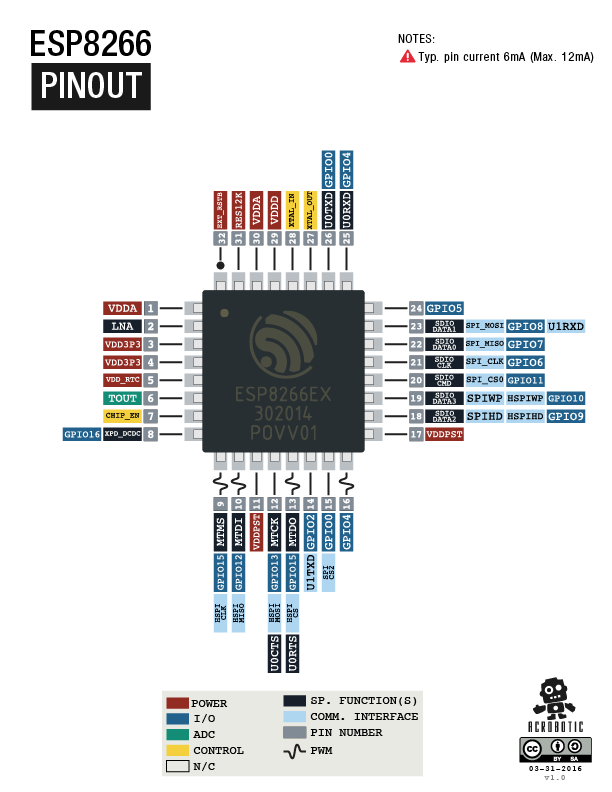 ESP8266
PINOUT
NOTES:
Typ. pin current 6mA (Max. 12mA)
EXT_RSTB 32
RES12K 31
VDDA 30
VDDD 29
XTAL_IN 28
XTAL_OUT 27
GPIO0 U0TXD 26
GPIO4 U0RXD 25
VDDA 1
LNA 2
VDD3P3 3
VDD3P3 4
VDD_RTC 5
TOUT 6
CHIP_EN 7
GPIO16 XPD_DCDC 8
ESP8266EX
302014
P0VV01
24 GPIO5
23 SDIO DATA1 SPI_MOSI GPIO8 U1RXD
22 SDIO DATA0 SPI_MISO GPIO7
21 SDIO CLK SPI_CLK GPIO6
20 SDIO CMD SPI_CS0 GPIO11
19 SDIO DATA3 SPIWP HSPIWP GPIO10
18 SDIO DATA2 SPIHD HSPIHD GPIO9
17 VDDPST
9 MTMS GPIO15 HSPI CLK
10 MTDI GPIO12 HSPI MISO
11 VDDPST
12 MTCK GPIO13 HSPI MOSI U0CTS
13 MTDO GPIO15 HSPI CS U0RTS
14 GPIO2 U1TXD
15 GPIO0 SPI CS2
16 GPIO4
POWER
I/O
ADC
CONTROL
N/C
SP. FUNCTION(S)
COMM. INTERFACE
PIN NUMBER
PWM
ACROBOTIC
CC BY SA
03-31-2016
v1.0